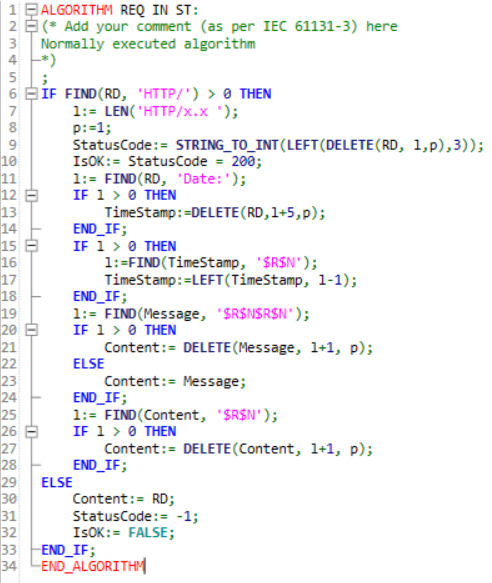 1 ALGORITHM REQ IN ST:
2 (* Add your comment (as per IEC 61131-3) here
3 Normally executed algorithm
4 *)
5 ;
6 IF FIND(RD, 'HTTP/') > 0 THEN
7 l:= LEN('HTTP/x.x ');
8 p:=1;
9 StatusCode:= STRING_TO_INT(LEFT(DELETE(RD, l,p),3));
10 IsOK:= StatusCode = 200;
11 l:= FIND(RD, 'Date:');
12 IF l > 0 THEN
13 TimeStamp:=DELETE(RD,l+5,p);
14 END_IF;
15 IF l > 0 THEN
16 l:=FIND(TimeStamp, '$R$N');
17 TimeStamp:=LEFT(TimeStamp, l-1);
18 END_IF;
19 l:= FIND(Message, '$R$N$R$N');
20 IF l > 0 THEN
21 Content:= DELETE(Message, l+1, p);
22 ELSE
23 Content:= Message;
24 END_IF;
25 l:= FIND(Content, '$R$N');
26 IF l > 0 THEN
27 Content:= DELETE(Content, l+1, p);
28 END_IF;
29 ELSE
30 Content:= RD;
31 StatusCode:= -1;
32 IsOK:= FALSE;
33 END_IF;
34 END_ALGORITHM